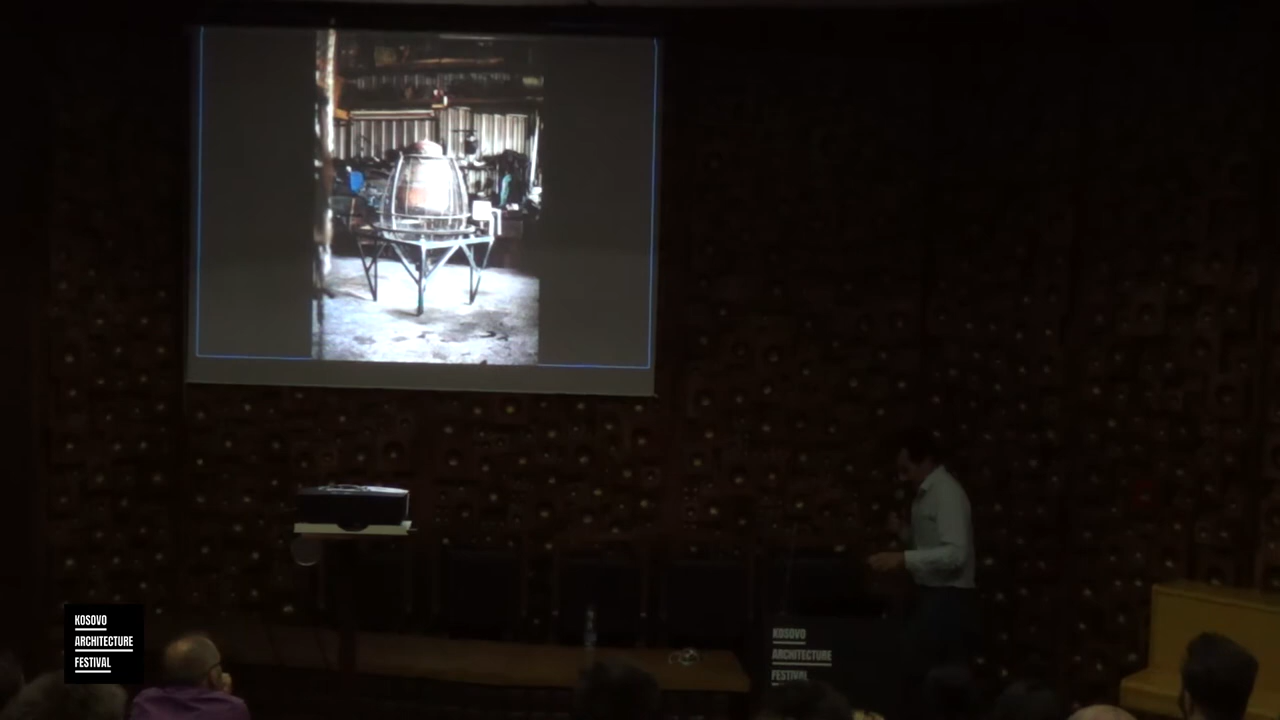 KOSOVO
ARCHITECTURE
FESTIVAL
KOSOVO
ARCHITECTURE
FESTIVAL